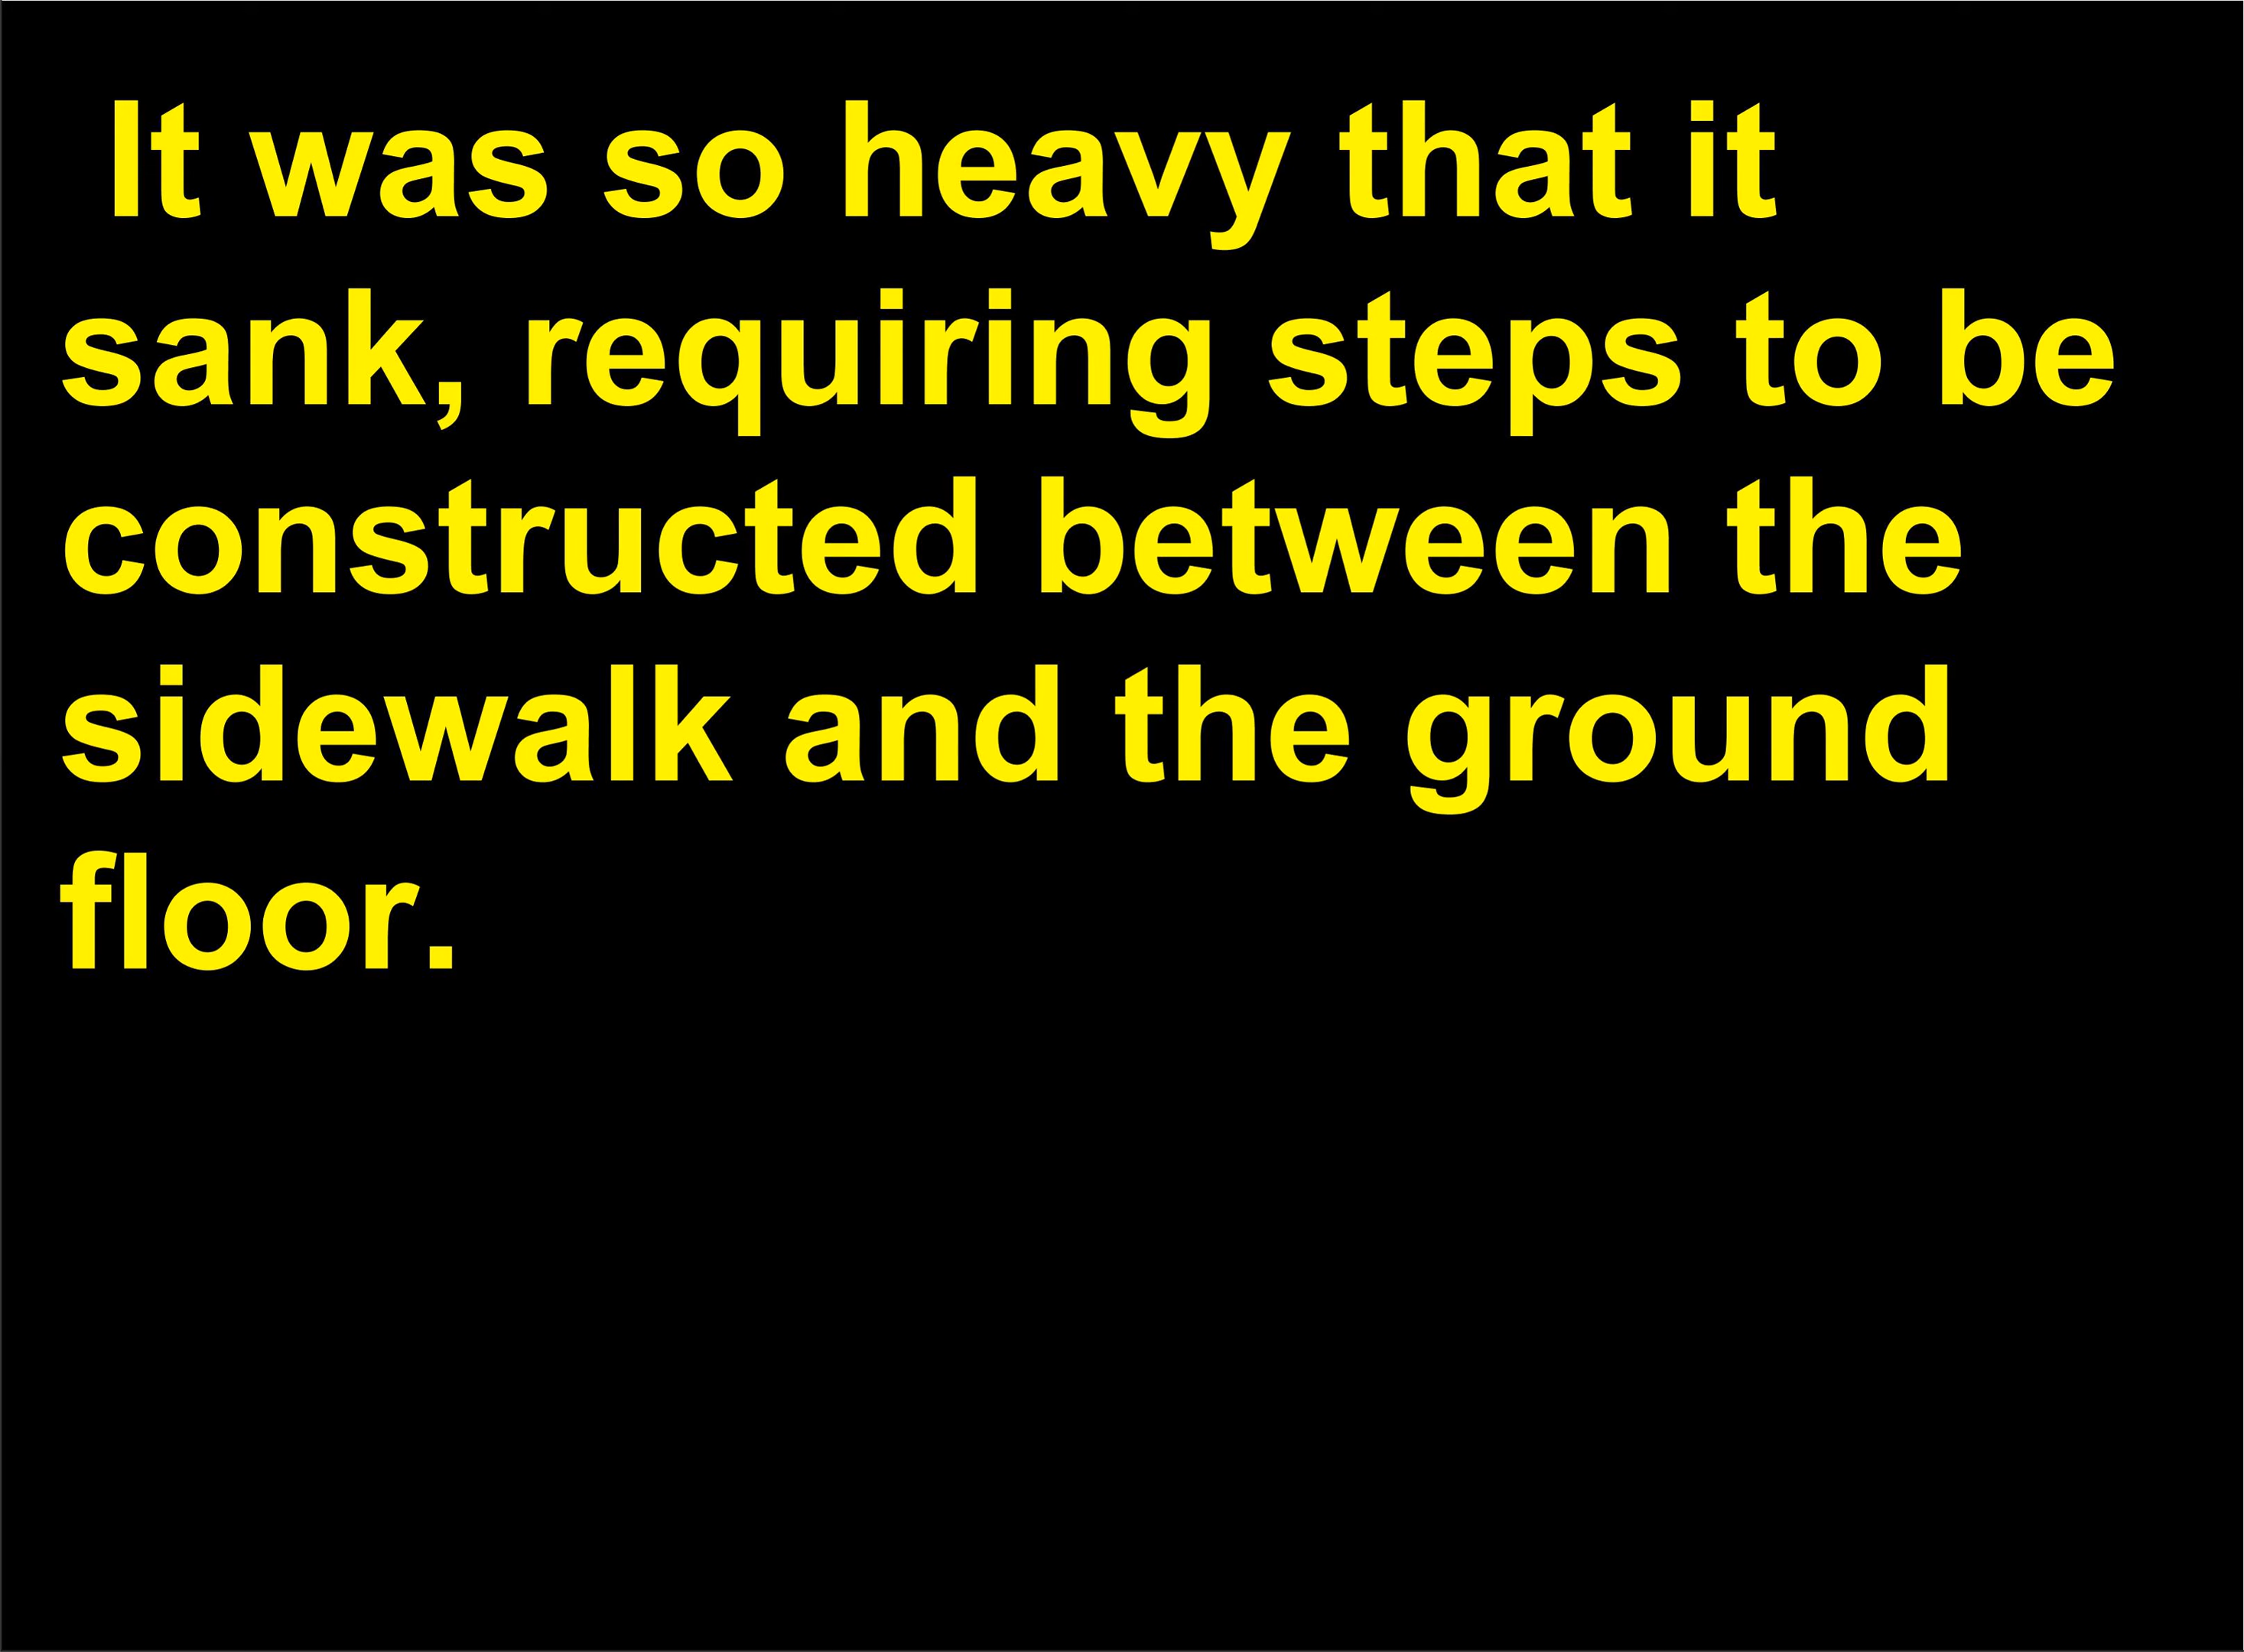 It was so heavy that it
sank, requiring steps to be
constructed between the
sidewalk and the ground
floor.